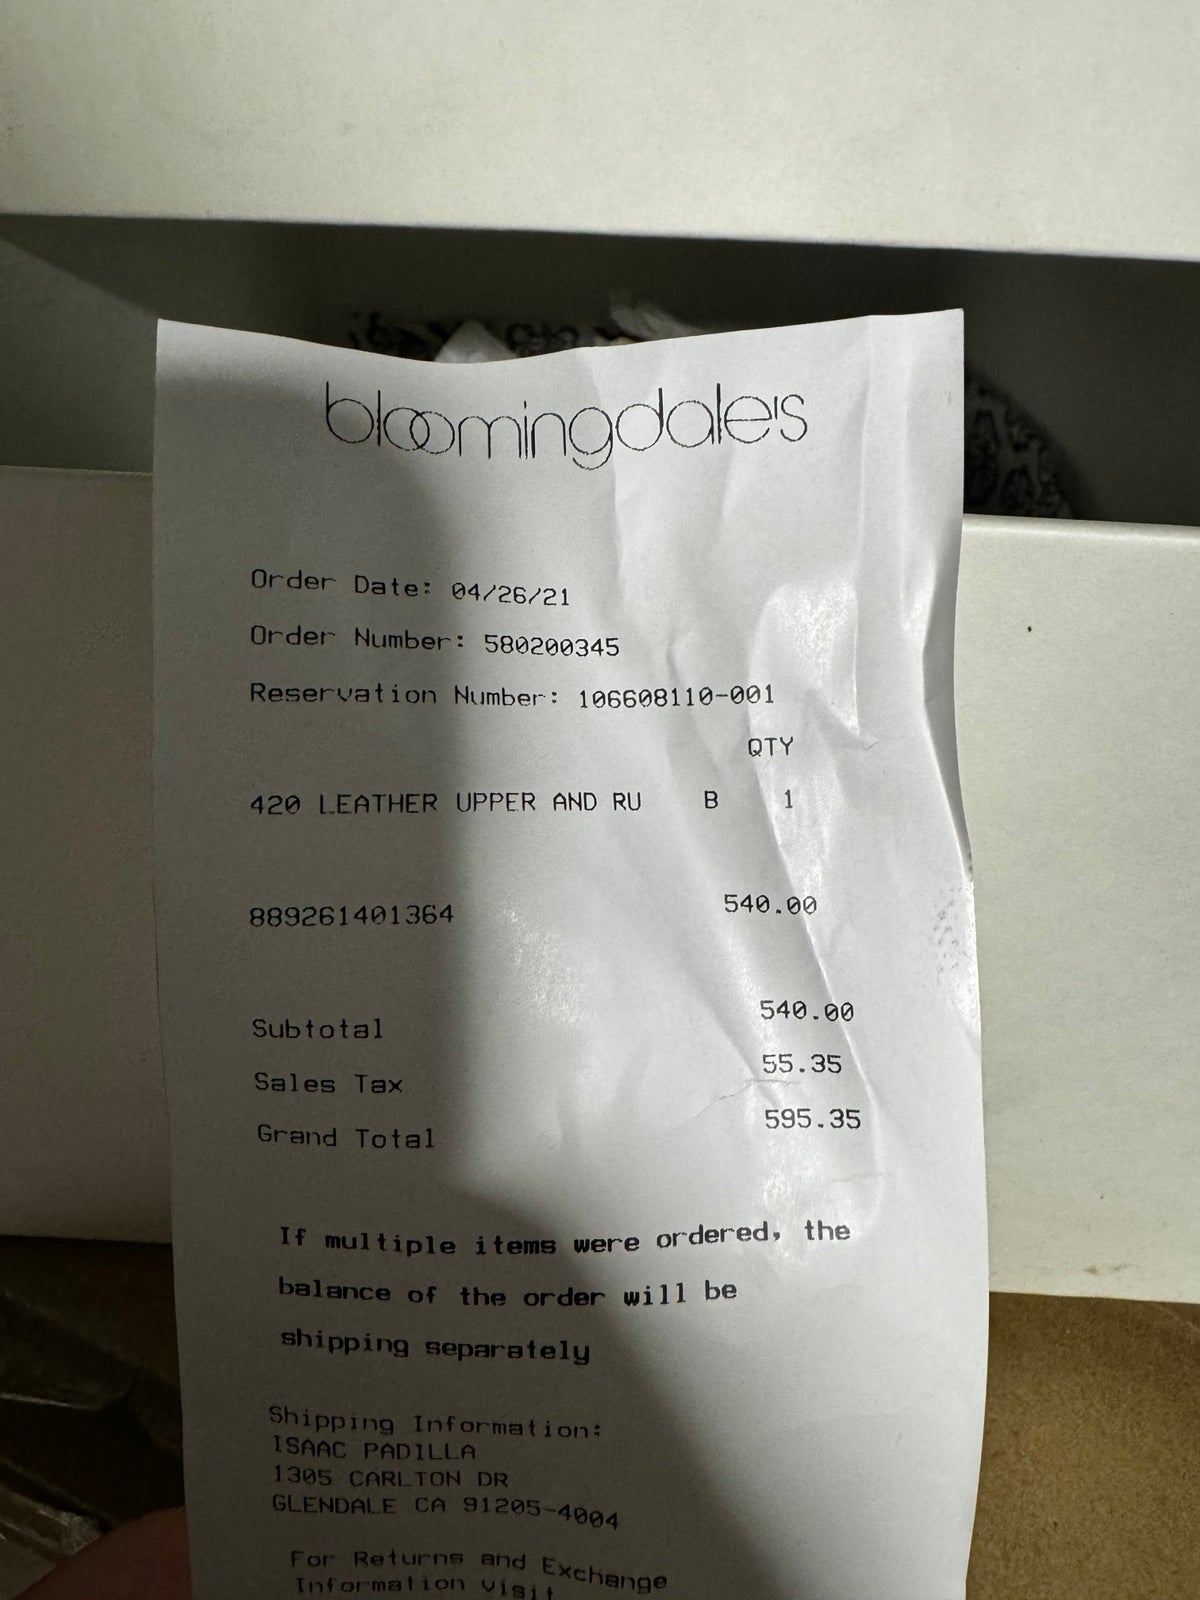 bloomingdale's
Order Date: 04/26/21
Order Number: 580200345
Reservation Number: 106608110-001
QTY
420 LEATHER UPPER AND RU B 1
889261401364 540.00
Subtotal 540.00
Sales Tax 55.35
Grand Total 595.35
If multiple items were ordered, the
balance of the order will be
shipping separately
Shipping Information:
ISAAC PADILLA
1305 CARLTON DR
GLENDALE CA 91205-4004
For Returns and Exchange
Information visit